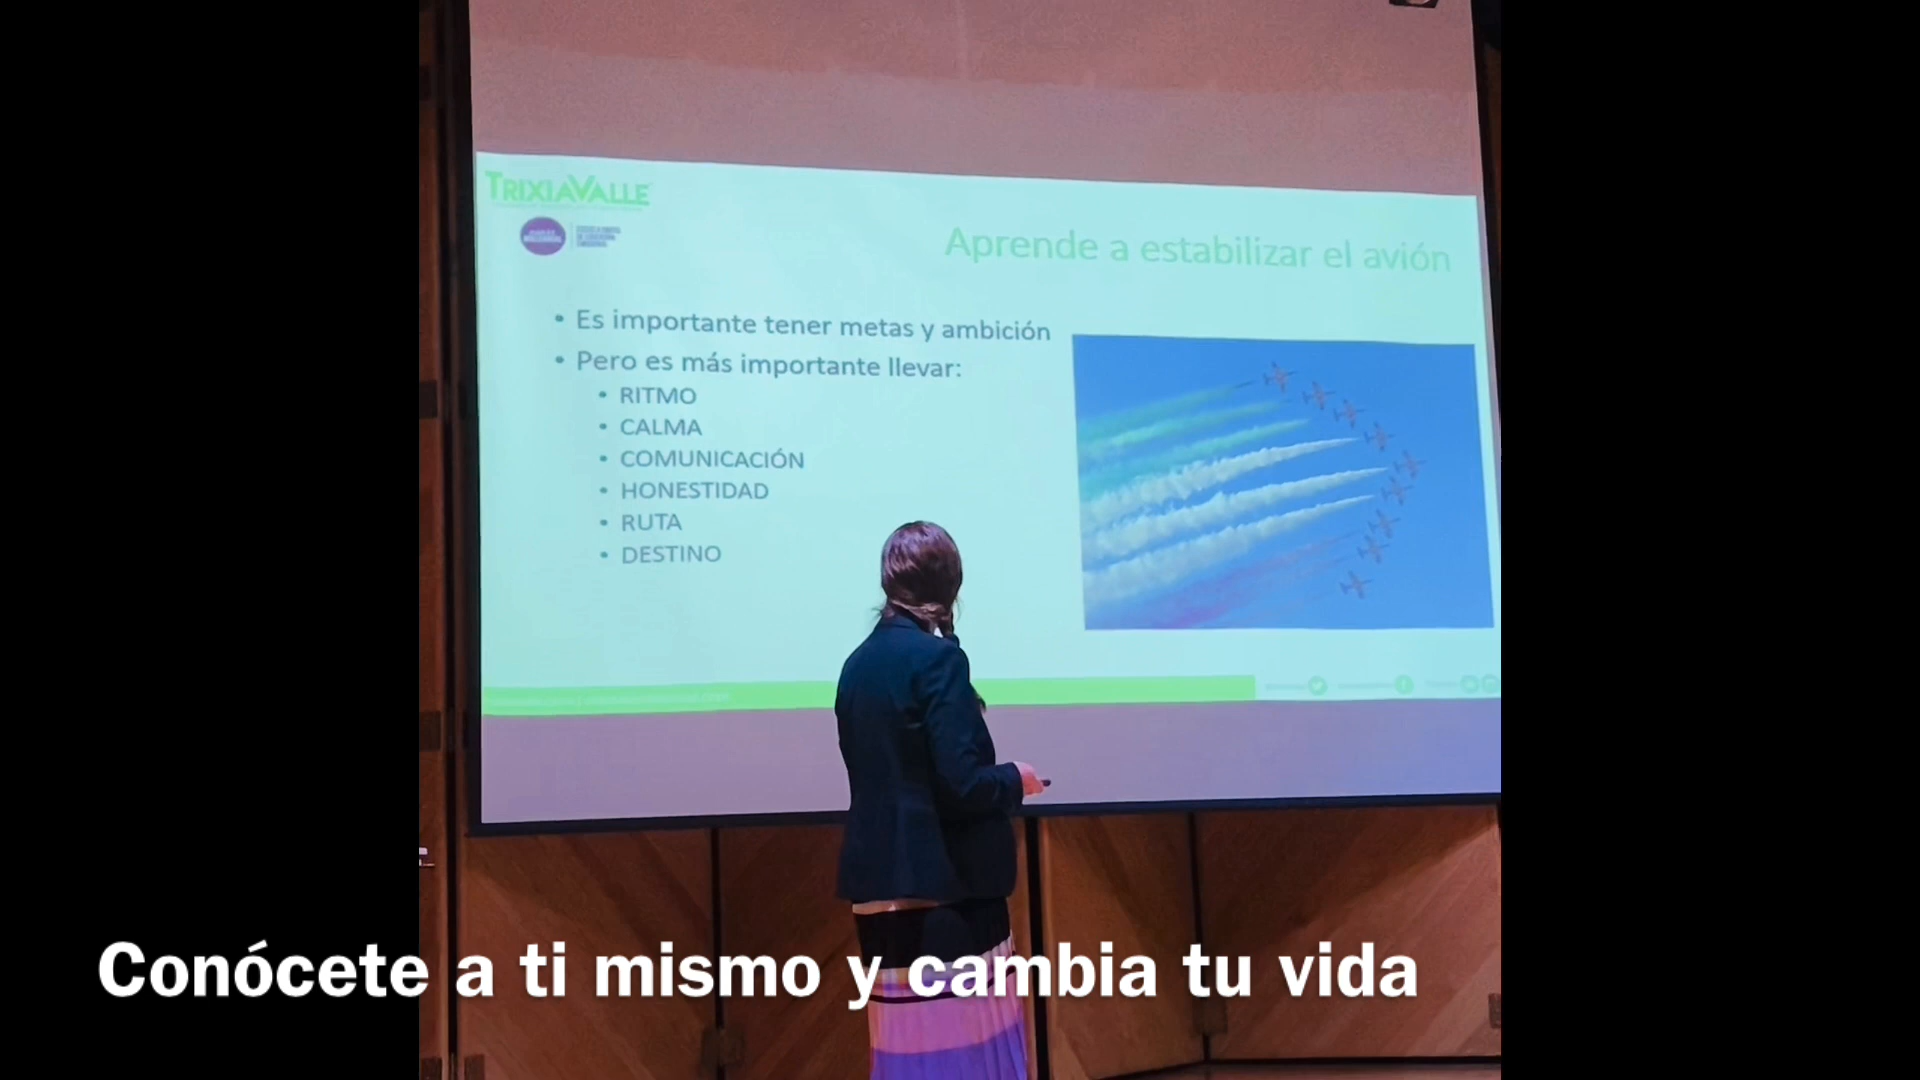 TRIXIAVALLE
Aprende a estabilizar el avión
• Es importante tener metas y ambición
• Pero es más importante llevar:
• RITMO
• CALMA
• COMUNICACIÓN
• HONESTIDAD
• RUTA
• DESTINO
Conócete a ti mismo y cambia tu vida